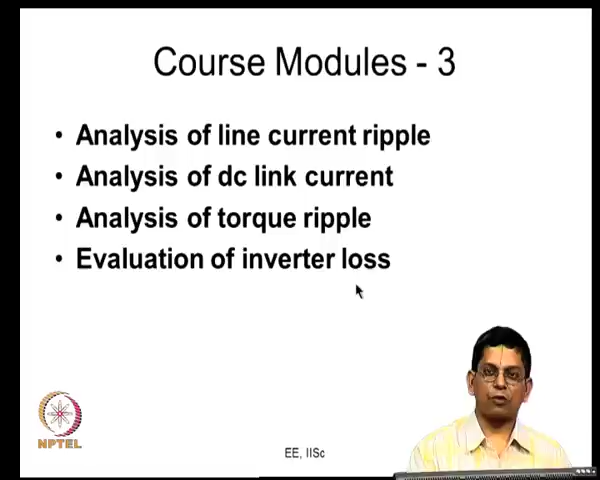 Course Modules - 3
• Analysis of line current ripple
• Analysis of dc link current
• Analysis of torque ripple
• Evaluation of inverter loss
NPTEL
EE, IISc